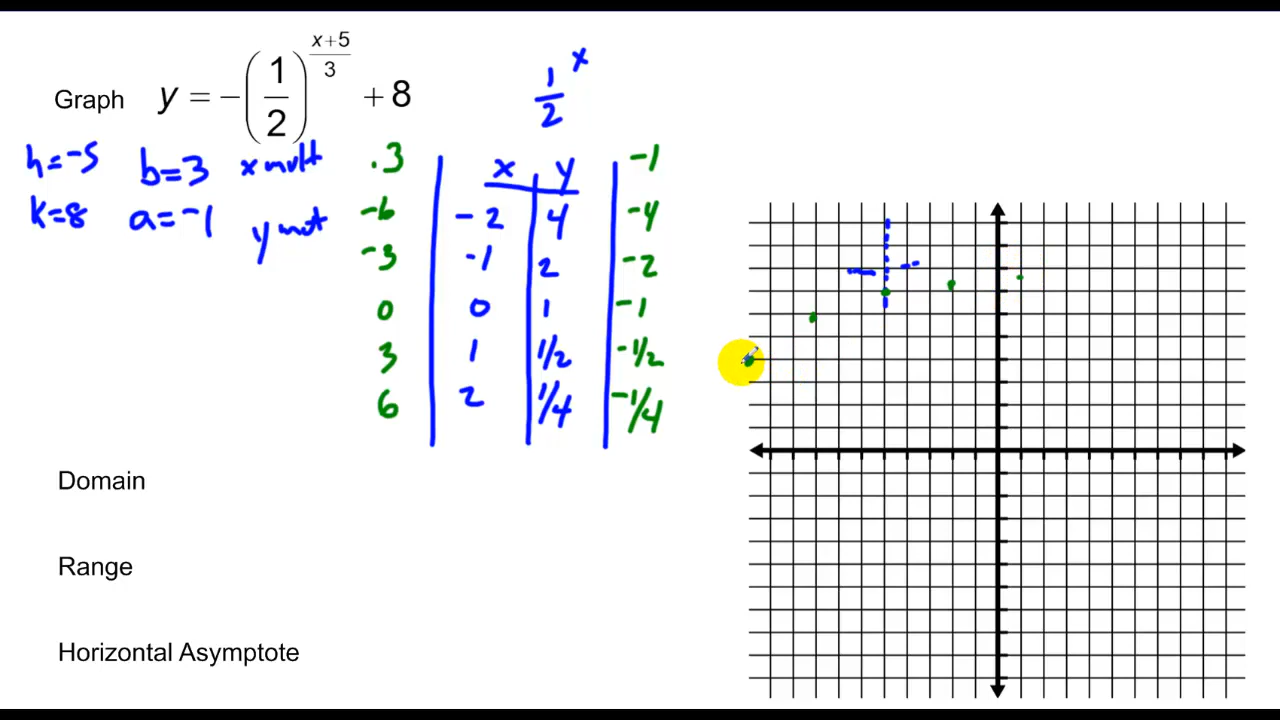 Graph y = −(1/2)^((x+5)/3) + 8
1/2^x
h=-5 b=3 x mult .3 x y -1
k=8 a=-1 y mult -6 -2 4 -4
-3 -1 2 -2
0 0 1 -1
3 1 1/2 -1/2
6 2 1/4 -1/4
Domain
Range
Horizontal Asymptote